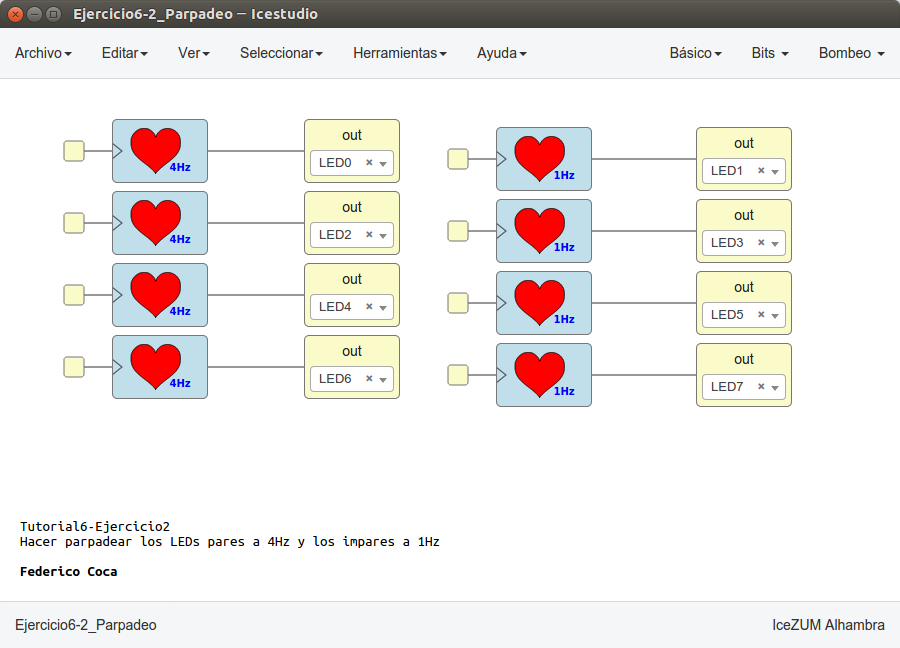 Ejercicio6-2_Parpadeo — Icestudio
Archivo Editar Ver Seleccionar Herramientas Ayuda Básico Bits Bombeo
4Hz
out
LED0
4Hz
out
LED2
4Hz
out
LED4
4Hz
out
LED6
1Hz
out
LED1
1Hz
out
LED3
1Hz
out
LED5
1Hz
out
LED7
Tutorial6-Ejercicio2
Hacer parpadear los LEDs pares a 4Hz y los impares a 1Hz
Federico Coca
Ejercicio6-2_Parpadeo IceZUM Alhambra